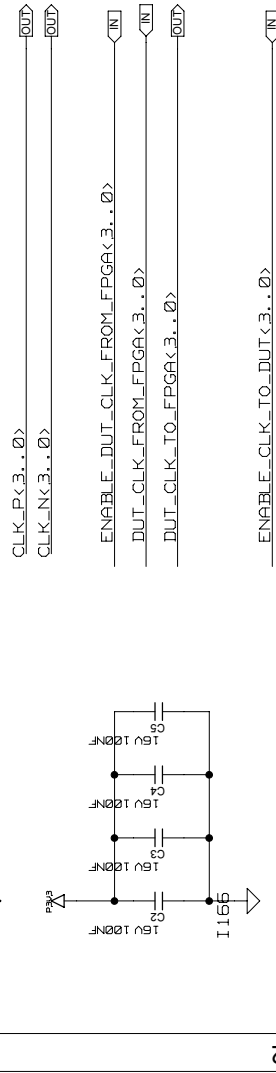 CLK_P<3..0>
OUT
CLK_N<3..0>
OUT
ENABLE_DUT_CLK_FROM_FPGA<3..0>
IN
DUT_CLK_FROM_FPGA<3..0>
IN
DUT_CLK_TO_FPGA<3..0>
OUT
ENABLE_CLK_TO_DUT<3..0>
IN
P3V3
16V 100NF
C2
16V 100NF
C3
16V 100NF
C4
16V 100NF
C5
I166